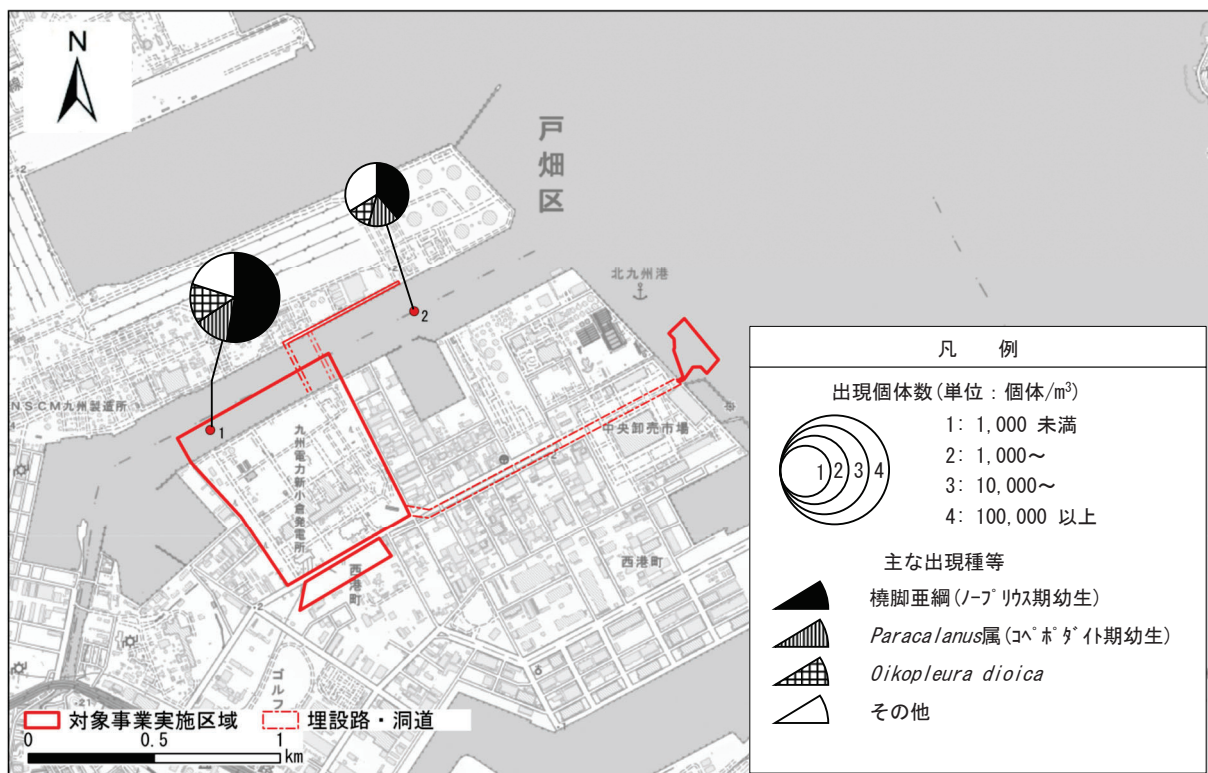 N
戸畑区
2
北九州港
NSCM九州製造所
1
九州電力新小倉発電所
中央卸売市場
西港町
西港町
6
ゴルフ
対象事業実施区域
埋設路・洞道
0 0.5 1
km
凡 例
出現個体数(単位：個体/m³)
1 2 3 4
1: 1,000 未満
2: 1,000～
3: 10,000～
4: 100,000 以上
主な出現種等
橈脚亜綱(ﾉｰﾌﾟﾘｳｽ期幼生)
Paracalanus属(ｺﾍﾟﾎﾟﾀﾞｲﾄ期幼生)
Oikopleura dioica
その他